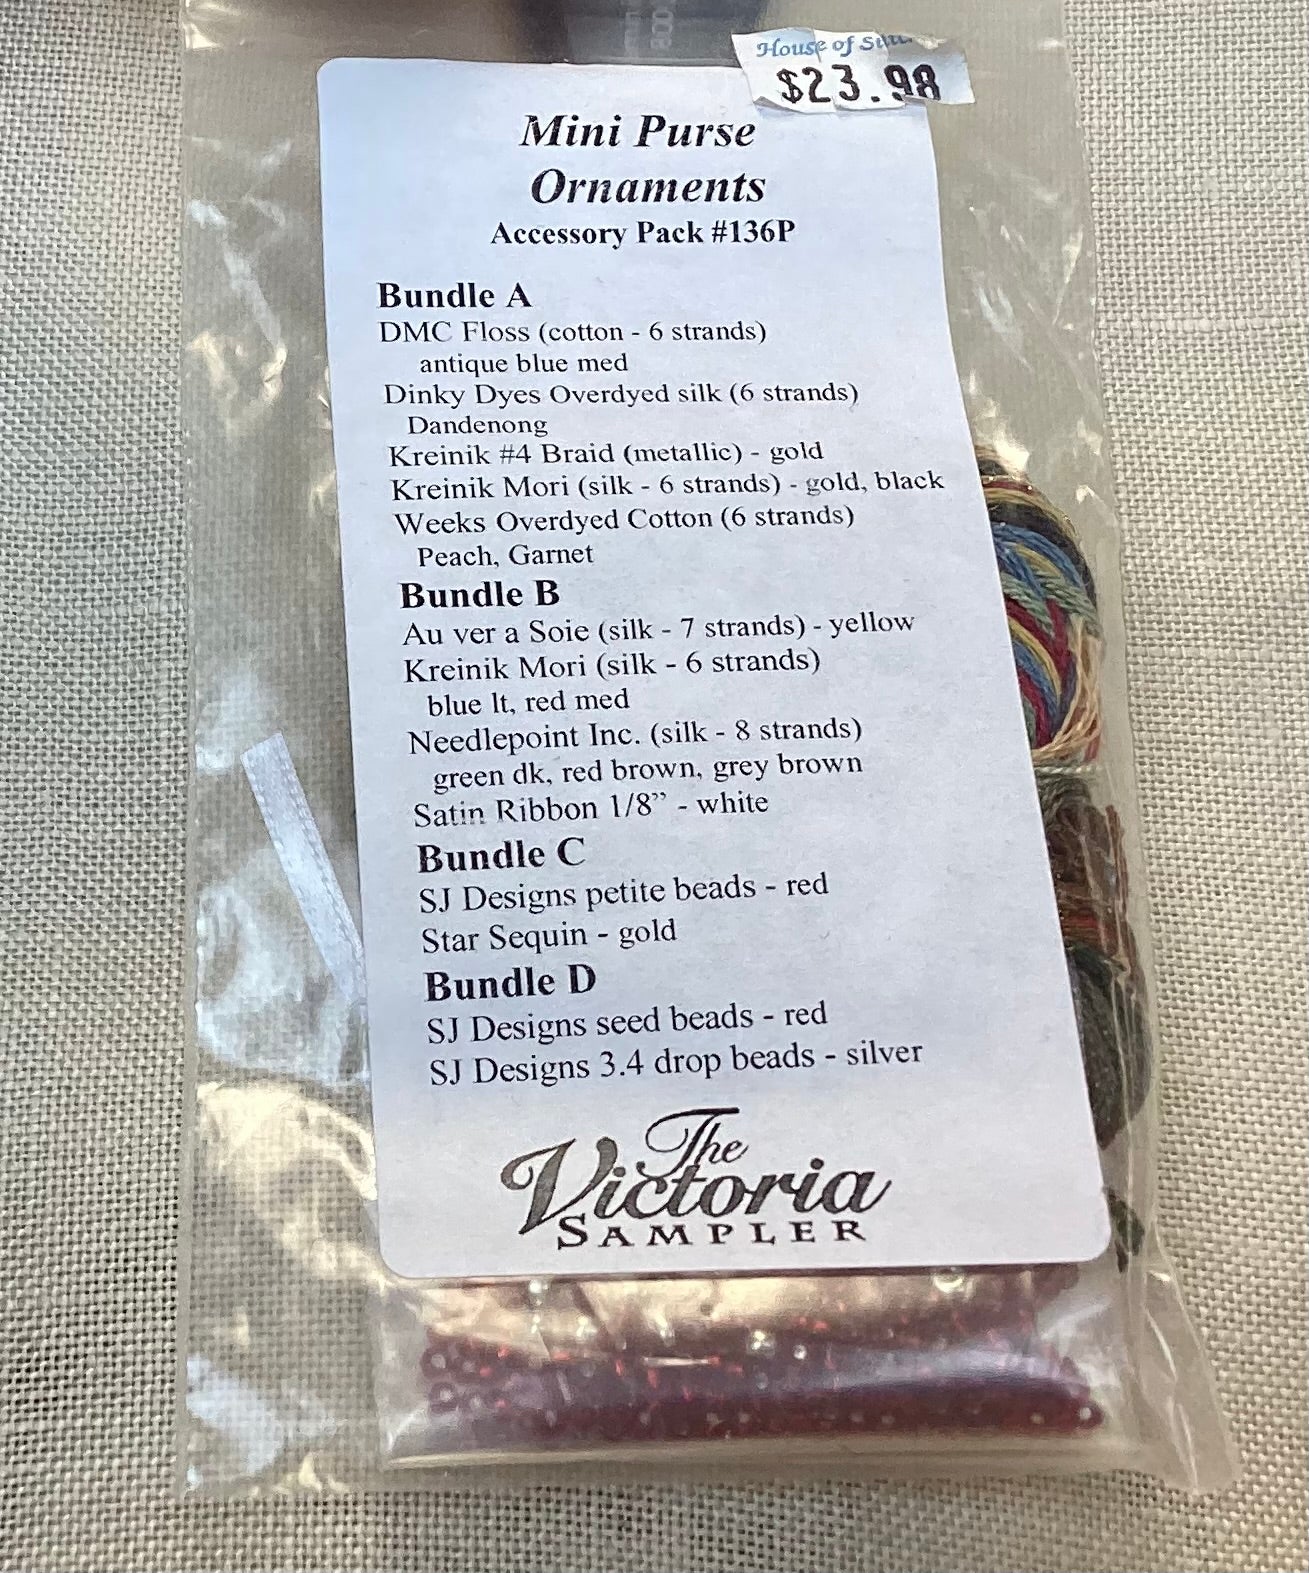 House of
$23.98
Mini Purse
Ornaments
Accessory Pack #136P
Bundle A
DMC Floss (cotton - 6 strands)
antique blue med
Dinky Dyes Overdyed silk (6 strands)
Dandenong
Kreinik #4 Braid (metallic) - gold
Kreinik Mori (silk - 6 strands) - gold, black
Weeks Overdyed Cotton (6 strands)
Peach, Garnet
Bundle B
Au ver a Soie (silk - 7 strands) - yellow
Kreinik Mori (silk - 6 strands)
blue lt, red med
Needlepoint Inc. (silk - 8 strands)
green dk, red brown, grey brown
Satin Ribbon 1/8” - white
Bundle C
SJ Designs petite beads - red
Star Sequin - gold
Bundle D
SJ Designs seed beads - red
SJ Designs 3.4 drop beads - silver
The
Victoria
SAMPLER